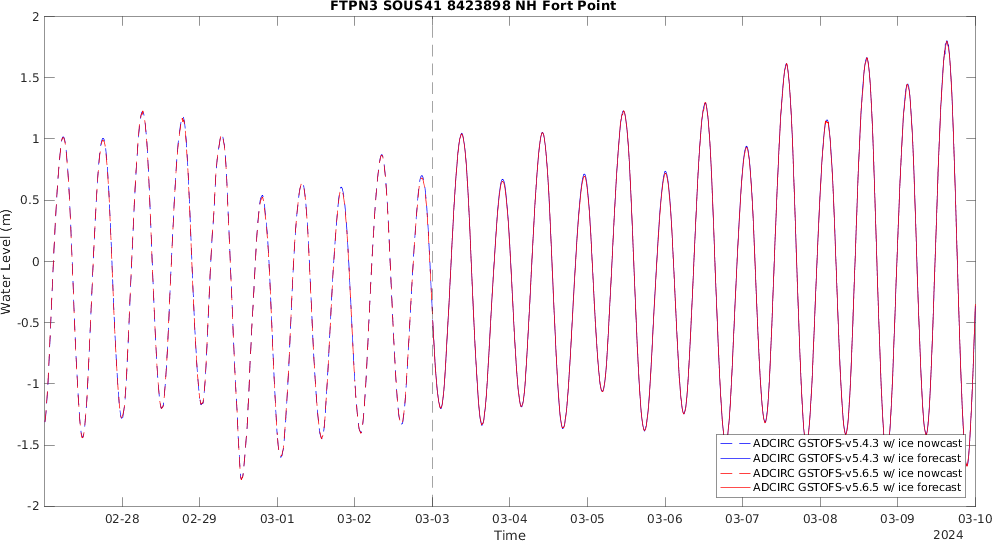 FTPN3 SOUS41 8423898 NH Fort Point
Water Level (m)
2
1.5
1
0.5
0
-0.5
-1
-1.5
-2
ADCIRC GSTOFS-v5.4.3 w/ ice nowcast
ADCIRC GSTOFS-v5.4.3 w/ ice forecast
ADCIRC GSTOFS-v5.6.5 w/ ice nowcast
ADCIRC GSTOFS-v5.6.5 w/ ice forecast
02-28 02-29 03-01 03-02 03-03 03-04 03-05 03-06 03-07 03-08 03-09 03-10
Time
2024